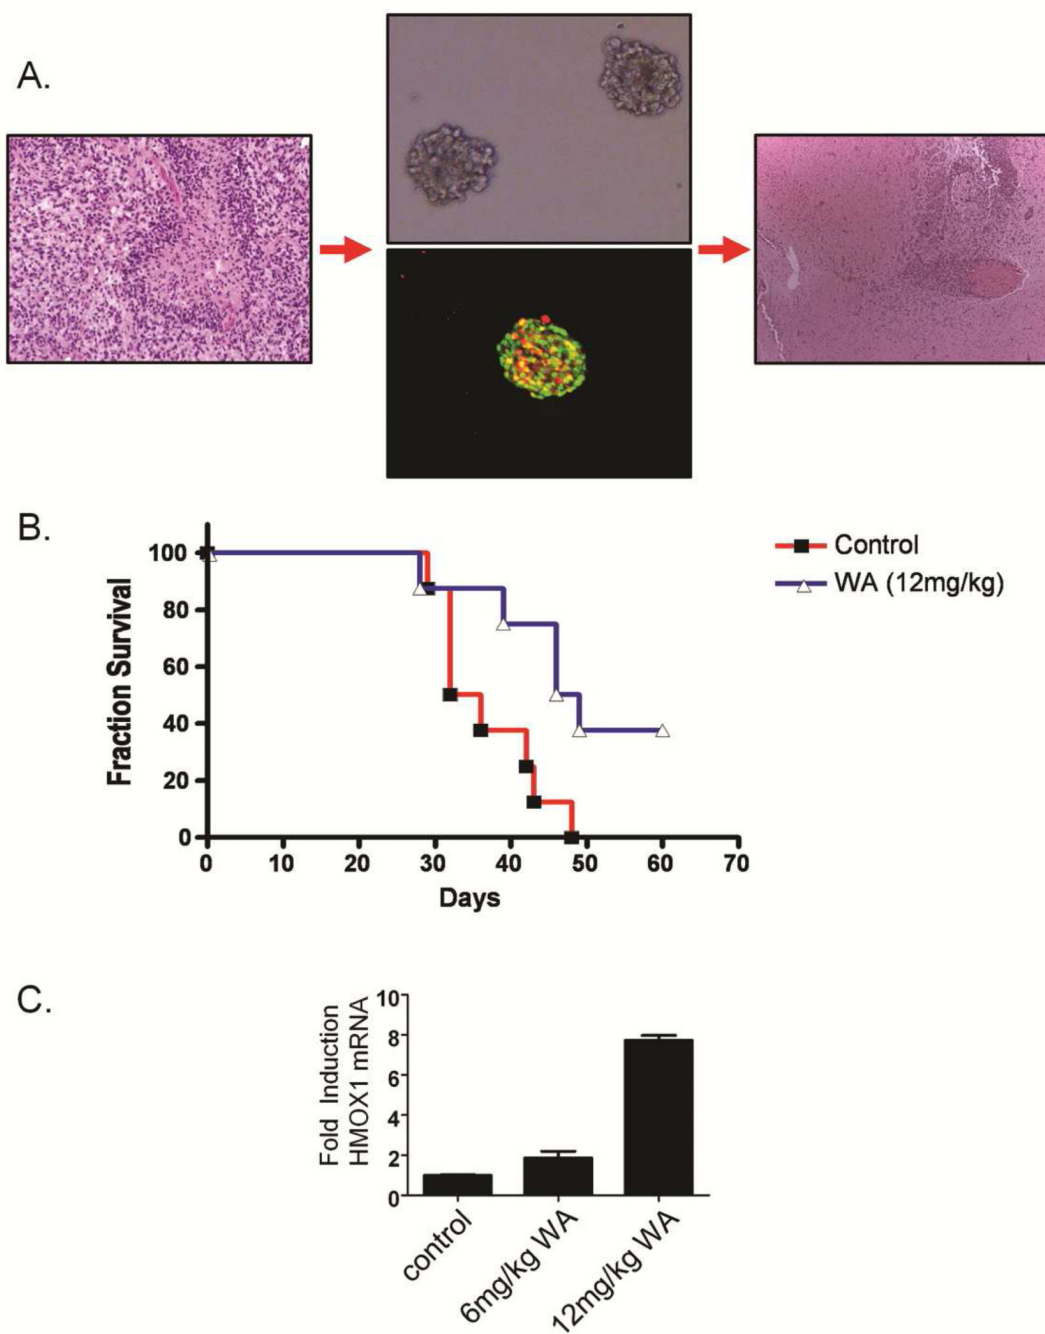 A.
B.
Control
WA (12mg/kg)
Fraction Survival
100
80
60
40
20
0
0 10 20 30 40 50 60 70
Days
C.
Fold Induction
HMOX1 mRNA
10
8
6
4
2
0
control
6mg/kg WA
12mg/kg WA